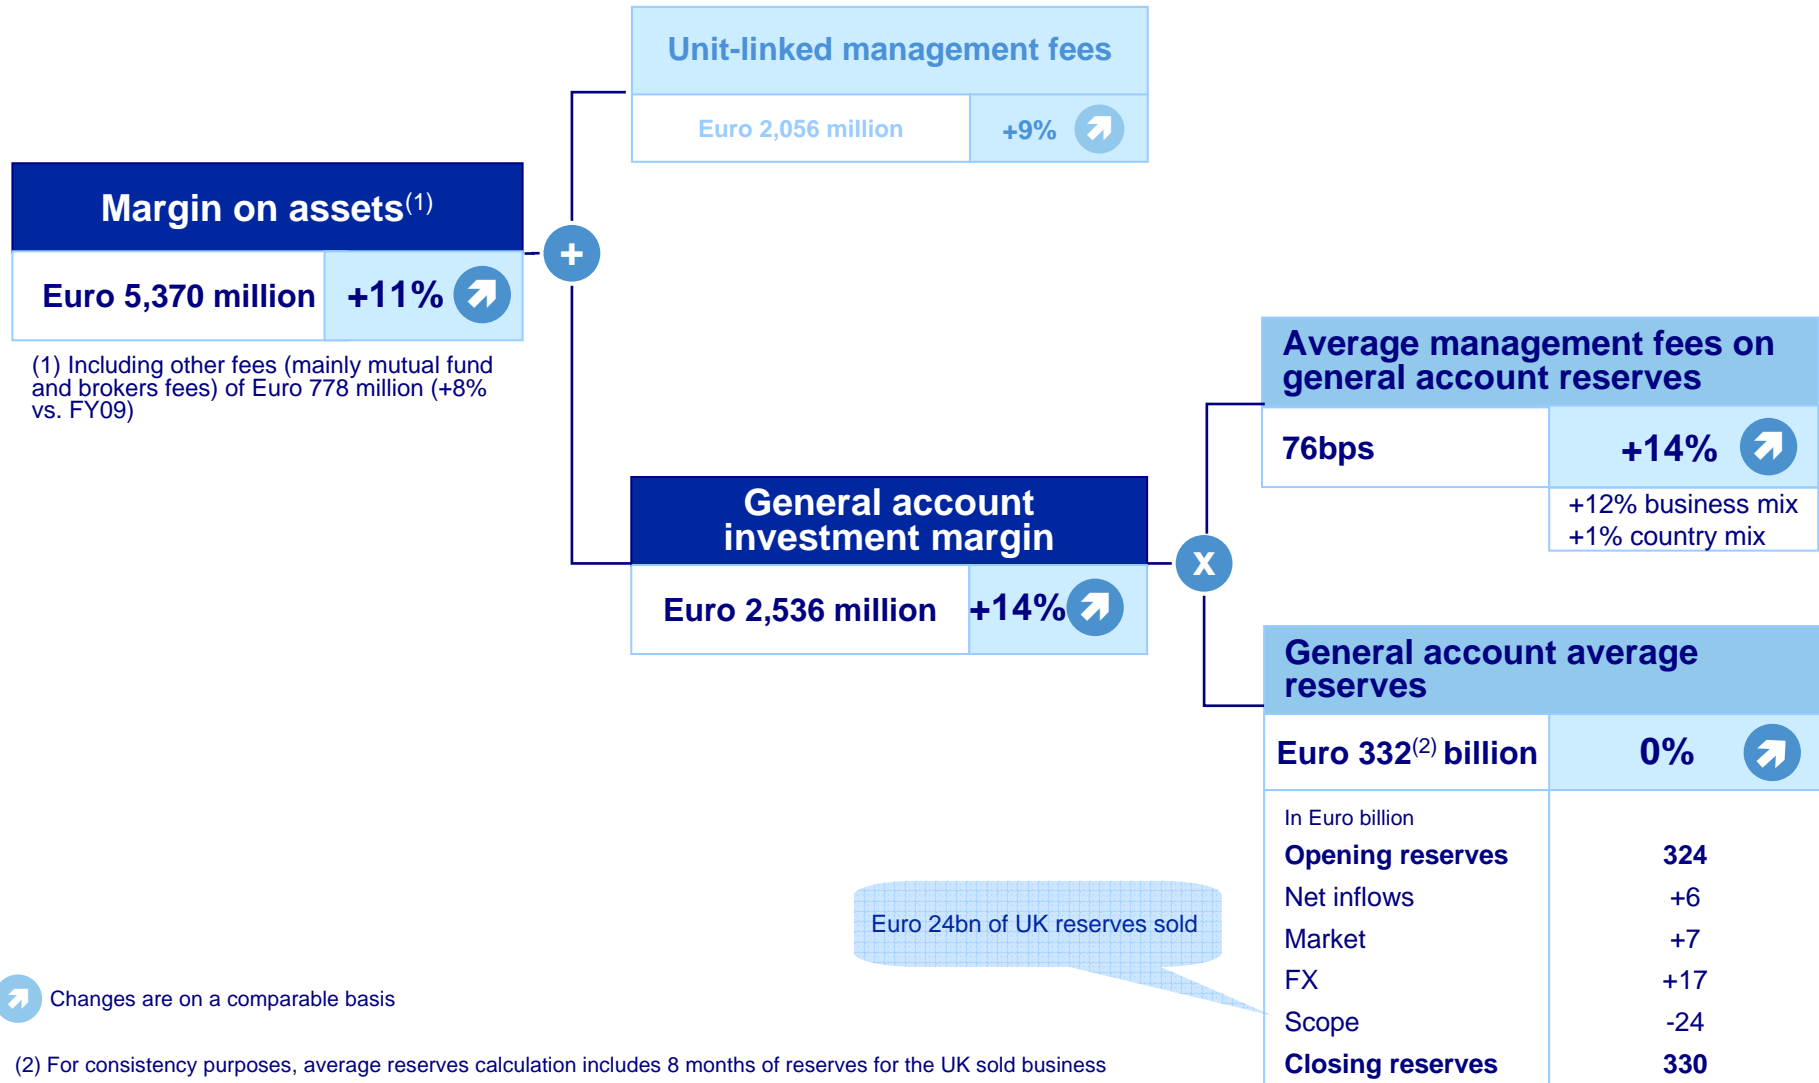 Unit-linked management fees
Euro 2,056 million
+9%
Margin on assets(1)
Euro 5,370 million
+11%
(1) Including other fees (mainly mutual fund
and brokers fees) of Euro 778 million (+8%
vs. FY09)
+
General account
investment margin
Euro 2,536 million
+14%
x
Average management fees on
general account reserves
76bps
+14%
+12% business mix
+1% country mix
General account average
reserves
Euro 332(2) billion
0%
In Euro billion
Opening reserves 324
Net inflows +6
Market +7
FX +17
Scope -24
Closing reserves 330
Euro 24bn of UK reserves sold
Changes are on a comparable basis
(2) For consistency purposes, average reserves calculation includes 8 months of reserves for the UK sold business